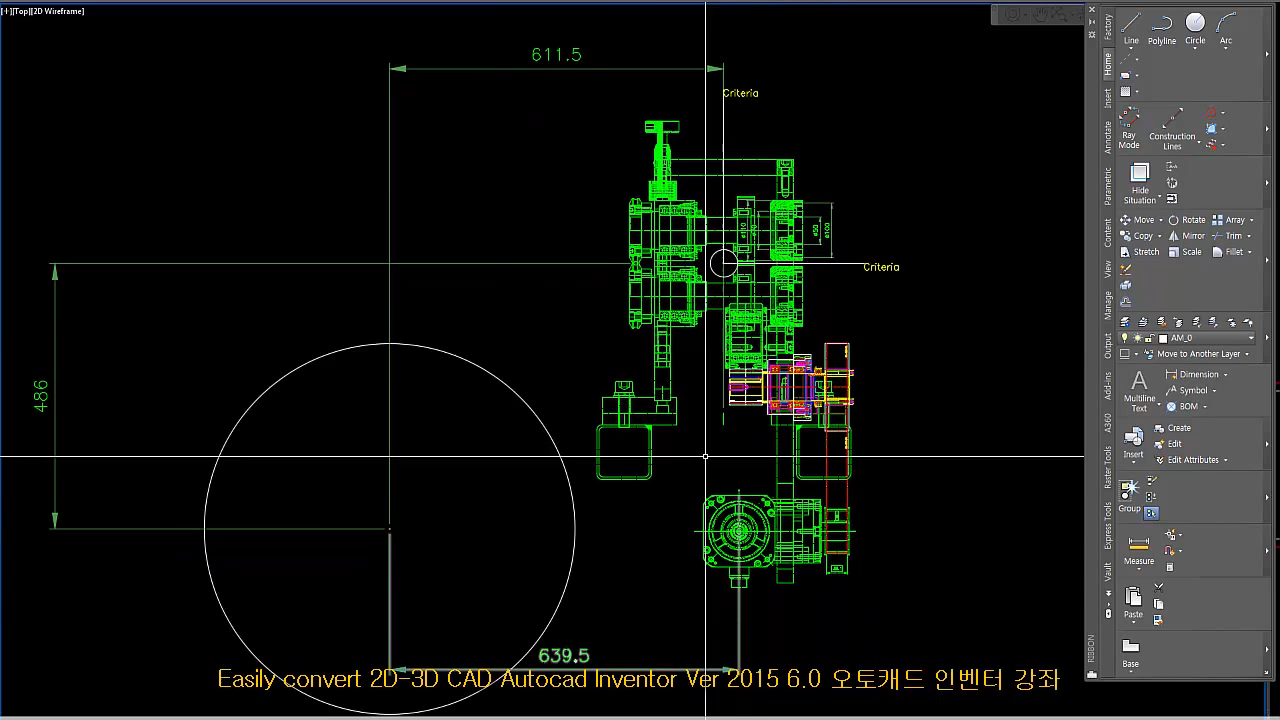 [+][Top][2D Wireframe]
611.5
Criteria
Criteria
486
639.5
Easily convert 2D-3D CAD Autocad Inventor Ver 2015 6.0 오토캐드 인벤터 강좌
Line
Polyline
Circle
Arc
Ray Mode
Construction Lines
Hide Situation
Move
Rotate
Array
Copy
Mirror
Trim
Stretch
Scale
Fillet
AM_0
Move to Another Layer
Multiline Text
Dimension
Symbol
BOM
Insert
Create
Edit
Edit Attributes
Group
Measure
Paste
Base
Factory
Home
Insert
Annotate
Parametric
Content
View
Manage
Output
Add-ins
A360
Raster Tools
Express Tools
Vault
RIBBON